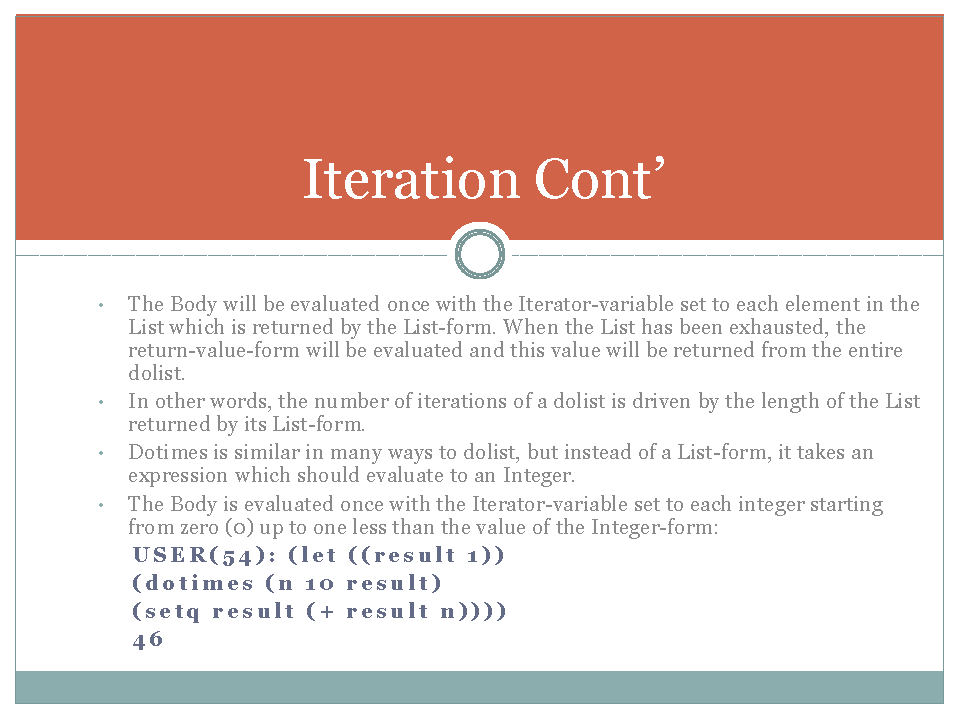 Iteration Cont’
• The Body will be evaluated once with the Iterator-variable set to each element in the
List which is returned by the List-form. When the List has been exhausted, the
return-value-form will be evaluated and this value will be returned from the entire
dolist.
• In other words, the number of iterations of a dolist is driven by the length of the List
returned by its List-form.
• Dotimes is similar in many ways to dolist, but instead of a List-form, it takes an
expression which should evaluate to an Integer.
• The Body is evaluated once with the Iterator-variable set to each integer starting
from zero (0) up to one less than the value of the Integer-form:
USER(54): (let ((result 1))
(dotimes (n 10 result)
(setq result (+ result n))))
46